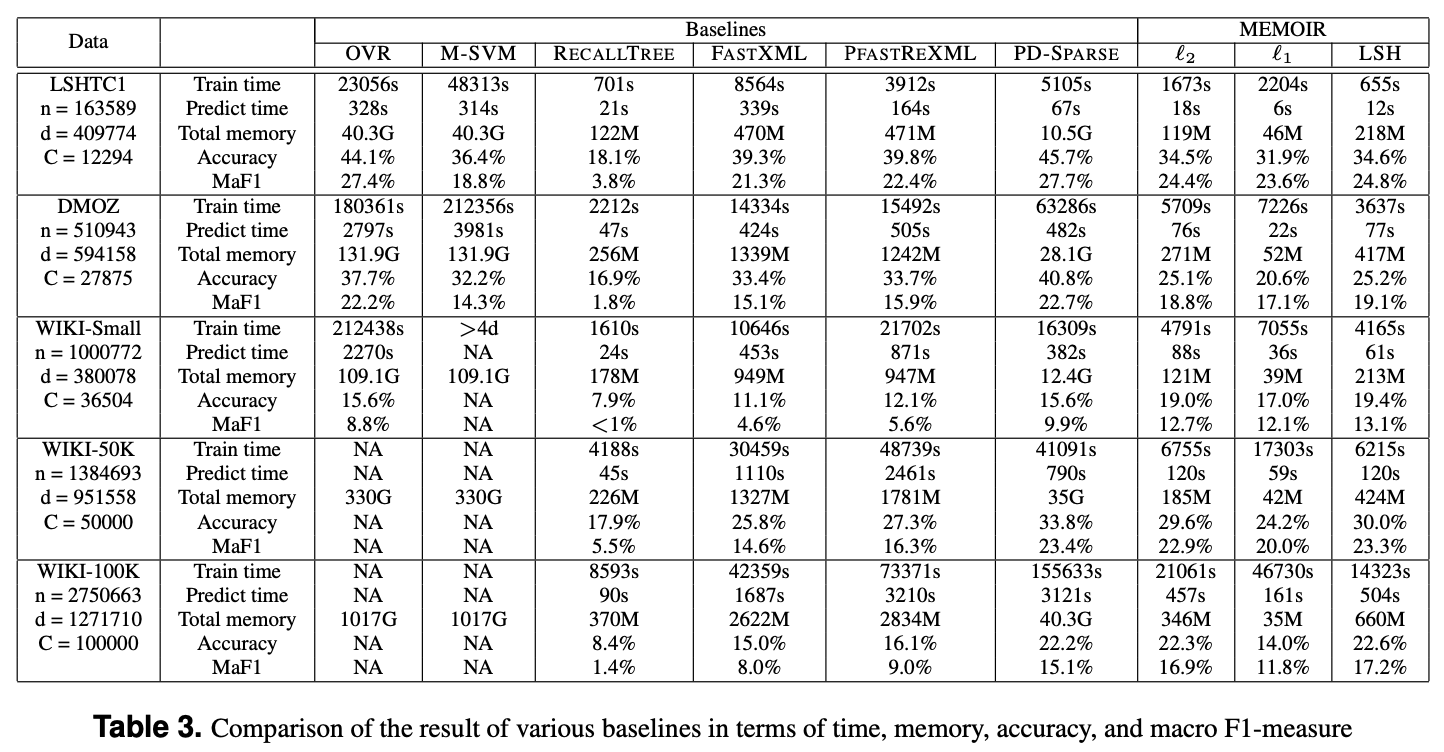 Data Baselines MEMOIR
OVR M-SVM RECALLTREE FASTXML PFASTREXML PD-SPARSE ℓ2 ℓ1 LSH
LSHTC1 Train time 23056s 48313s 701s 8564s 3912s 5105s 1673s 2204s 655s
n = 163589 Predict time 328s 314s 21s 339s 164s 67s 18s 6s 12s
d = 409774 Total memory 40.3G 40.3G 122M 470M 471M 10.5G 119M 46M 218M
C = 12294 Accuracy 44.1% 36.4% 18.1% 39.3% 39.8% 45.7% 34.5% 31.9% 34.6%
MaF1 27.4% 18.8% 3.8% 21.3% 22.4% 27.7% 24.4% 23.6% 24.8%
DMOZ Train time 180361s 212356s 2212s 14334s 15492s 63286s 5709s 7226s 3637s
n = 510943 Predict time 2797s 3981s 47s 424s 505s 482s 76s 22s 77s
d = 594158 Total memory 131.9G 131.9G 256M 1339M 1242M 28.1G 271M 52M 417M
C = 27875 Accuracy 37.7% 32.2% 16.9% 33.4% 33.7% 40.8% 25.1% 20.6% 25.2%
MaF1 22.2% 14.3% 1.8% 15.1% 15.9% 22.7% 18.8% 17.1% 19.1%
WIKI-Small Train time 212438s >4d 1610s 10646s 21702s 16309s 4791s 7055s 4165s
n = 1000772 Predict time 2270s NA 24s 453s 871s 382s 88s 36s 61s
d = 380078 Total memory 109.1G 109.1G 178M 949M 947M 12.4G 121M 39M 213M
C = 36504 Accuracy 15.6% NA 7.9% 11.1% 12.1% 15.6% 19.0% 17.0% 19.4%
MaF1 8.8% NA <1% 4.6% 5.6% 9.9% 12.7% 12.1% 13.1%
WIKI-50K Train time NA NA 4188s 30459s 48739s 41091s 6755s 17303s 6215s
n = 1384693 Predict time NA NA 45s 1110s 2461s 790s 120s 59s 120s
d = 951558 Total memory 330G 330G 226M 1327M 1781M 35G 185M 42M 424M
C = 50000 Accuracy NA NA 17.9% 25.8% 27.3% 33.8% 29.6% 24.2% 30.0%
MaF1 NA NA 5.5% 14.6% 16.3% 23.4% 22.9% 20.0% 23.3%
WIKI-100K Train time NA NA 8593s 42359s 73371s 155633s 21061s 46730s 14323s
n = 2750663 Predict time NA NA 90s 1687s 3210s 3121s 457s 161s 504s
d = 1271710 Total memory 1017G 1017G 370M 2622M 2834M 40.3G 346M 35M 660M
C = 100000 Accuracy NA NA 8.4% 15.0% 16.1% 22.2% 22.3% 14.0% 22.6%
MaF1 NA NA 1.4% 8.0% 9.0% 15.1% 16.9% 11.8% 17.2%
Table 3. Comparison of the result of various baselines in terms of time, memory, accuracy, and macro F1-measure